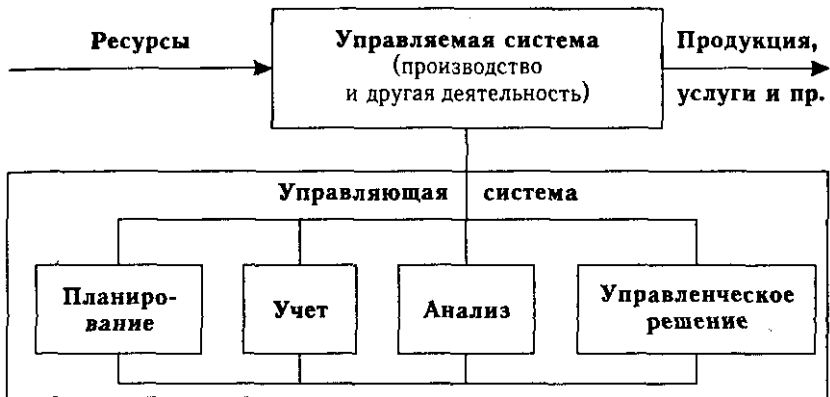 Ресурсы
Управляемая система
(производство
и другая деятельность)
Продукция,
услуги и пр.
Управляющая система
Планиро-
вание
Учет
Анализ
Управленческое
решение